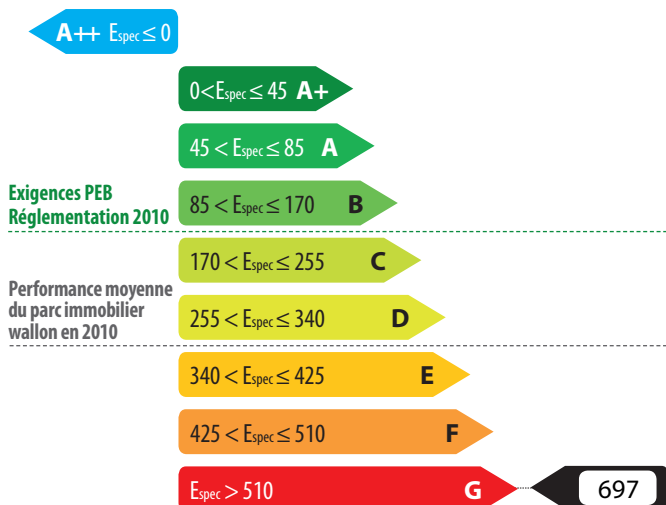 A++ Espec ≤ 0
0<Espec ≤ 45 A+
45 < Espec ≤ 85 A
Exigences PEB
Réglementation 2010
85 < Espec ≤ 170 B
170 < Espec ≤ 255 C
Performance moyenne
du parc immobilier
wallon en 2010
255 < Espec ≤ 340 D
340 < Espec ≤ 425 E
425 < Espec ≤ 510 F
Espec > 510 G
697